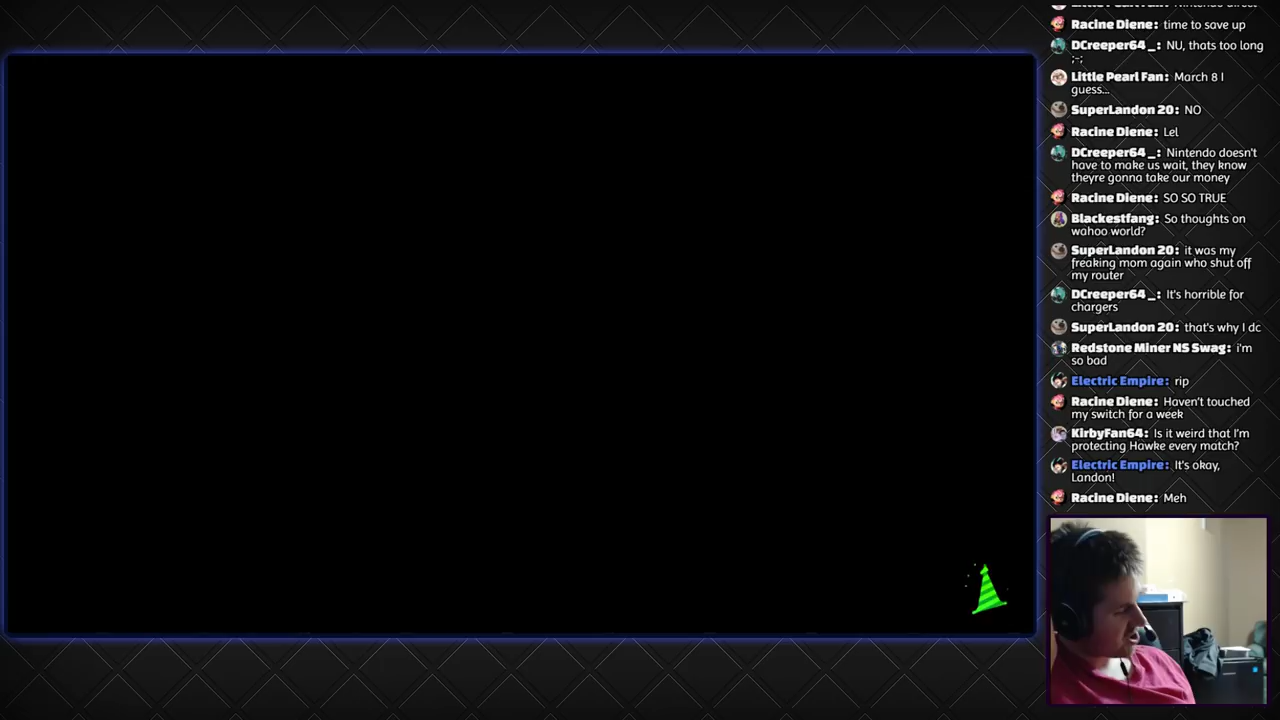 Racine Diene: time to save up
DCreeper64 _: NU, thats too long
;-;
Little Pearl Fan: March 8 I
guess...
SuperLandon 20: NO
Racine Diene: Lel
DCreeper64 _: Nintendo doesn't
have to make us wait, they know
theyre gonna take our money
Racine Diene: SO SO TRUE
Blackestfang: So thoughts on
wahoo world?
SuperLandon 20: it was my
freaking mom again who shut off
my router
DCreeper64 _: It's horrible for
chargers
SuperLandon 20: that's why I dc
Redstone Miner NS Swag: i'm
so bad
Electric Empire: rip
Racine Diene: Haven't touched
my switch for a week
KirbyFan64: Is it weird that I'm
protecting Hawke every match?
Electric Empire: It's okay,
Landon!
Racine Diene: Meh